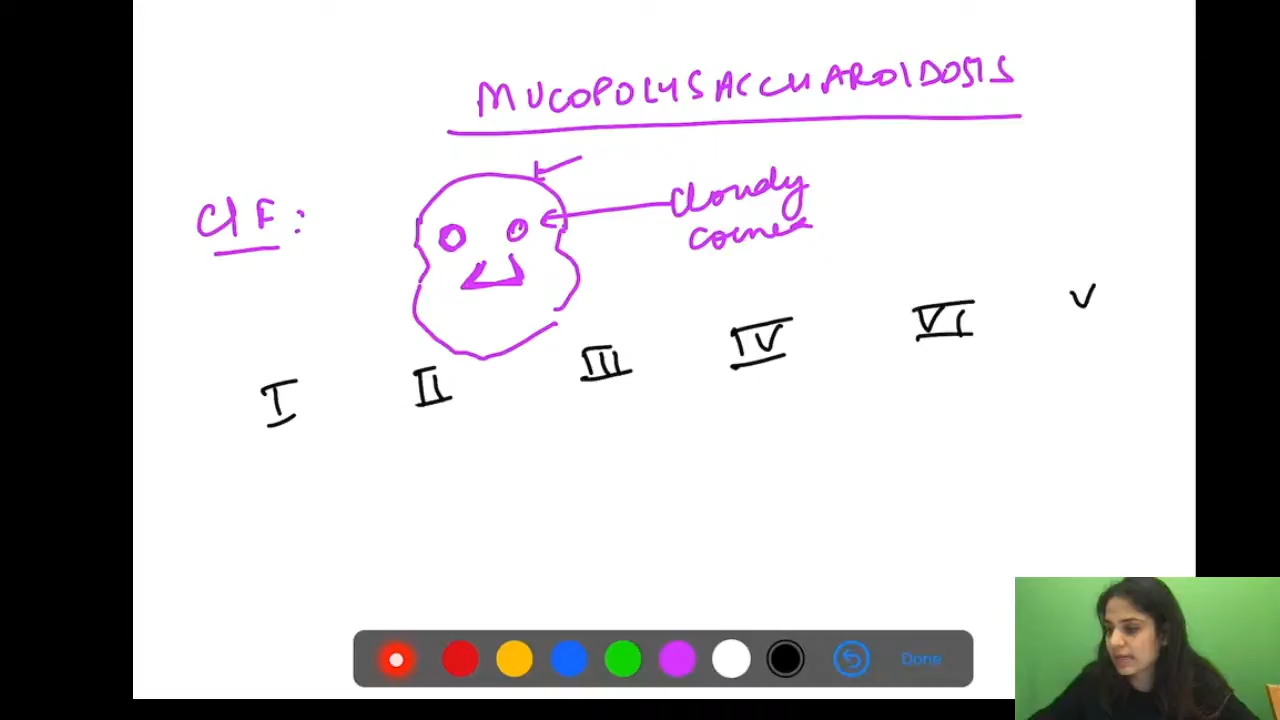 MUCOPOLYSACCHAROIDOSIS
C/F:
Cloudy
cornea
I II III IV VI V
Done